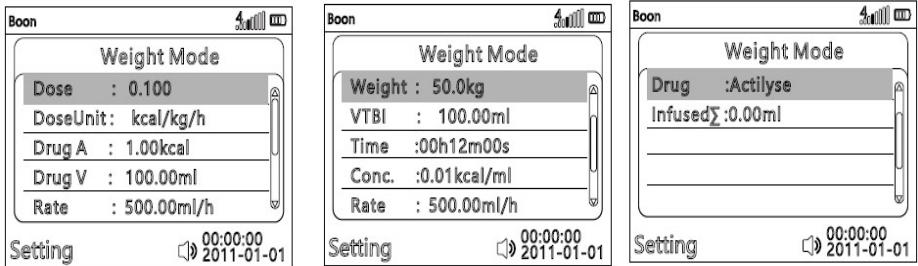 Boon 4
Weight Mode
Dose : 0.100
DoseUnit: kcal/kg/h
Drug A : 1.00kcal
Drug V : 100.00ml
Rate : 500.00ml/h
Setting 00:00:00
2011-01-01
Boon 4
Weight Mode
Weight : 50.0kg
VTBI : 100.00ml
Time :00h12m00s
Conc. :0.01kcal/ml
Rate : 500.00ml/h
Setting 00:00:00
2011-01-01
Boon 4
Weight Mode
Drug :Actilyse
Infused∑:0.00ml
Setting 00:00:00
2011-01-01